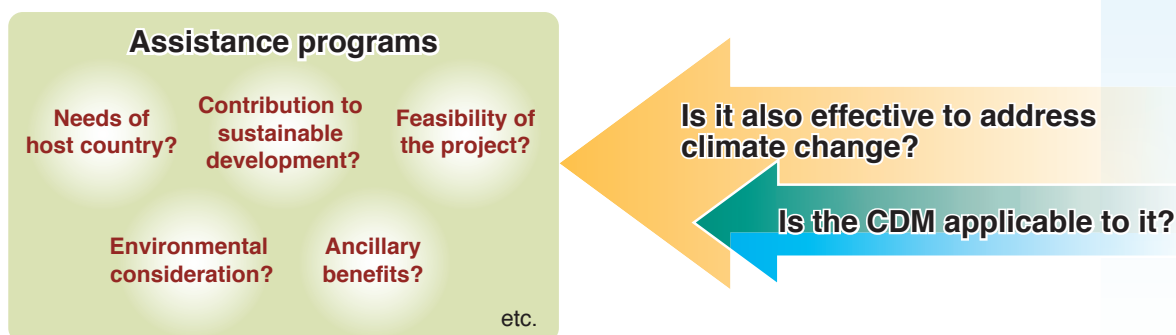 Assistance programs
Needs of
host country?
Contribution to
sustainable
development?
Feasibility of
the project?
Environmental
consideration?
Ancillary
benefits?
etc.
Is it also effective to address
climate change?
Is the CDM applicable to it?